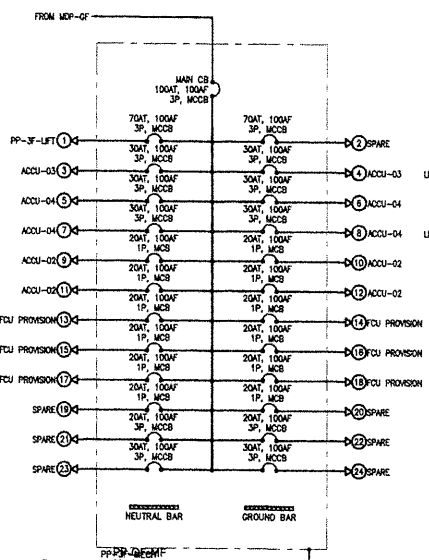 FROM MDP-GF
MAIN CB
100AT, 100AF
3P, MCCB
70AT, 100AF 70AT, 100AF
3P, MCCB 3P, MCCB
PP-3F-LIFT 1 2 SPARE
30AT, 100AF 30AT, 100AF
3P, MCCB 3P, MCCB
ACCU-03 3 4 ACCU-03
30AT, 100AF 30AT, 100AF
3P, MCCB 3P, MCCB
ACCU-04 5 6 ACCU-04
30AT, 100AF 30AT, 100AF
3P, MCCB 3P, MCCB
ACCU-04 7 8 ACCU-04
20AT, 100AF 20AT, 100AF
1P, MCB 1P, MCB
ACCU-02 9 10 ACCU-02
20AT, 100AF 20AT, 100AF
1P, MCB 1P, MCB
ACCU-02 11 12 ACCU-02
20AT, 100AF 20AT, 100AF
1P, MCB 1P, MCB
FCU PROVISION 13 14 FCU PROVISION
20AT, 100AF 20AT, 100AF
1P, MCB 1P, MCB
FCU PROVISION 15 16 FCU PROVISION
20AT, 100AF 20AT, 100AF
1P, MCB 1P, MCB
FCU PROVISION 17 18 FCU PROVISION
20AT, 100AF 20AT, 100AF
1P, MCB 1P, MCB
SPARE 19 20 SPARE
20AT, 100AF 20AT, 100AF
3P, MCCB 3P, MCCB
SPARE 21 22 SPARE
30AT, 100AF 30AT, 100AF
3P, MCCB 3P, MCCB
SPARE 23 24 SPARE
NEUTRAL BAR GROUND BAR